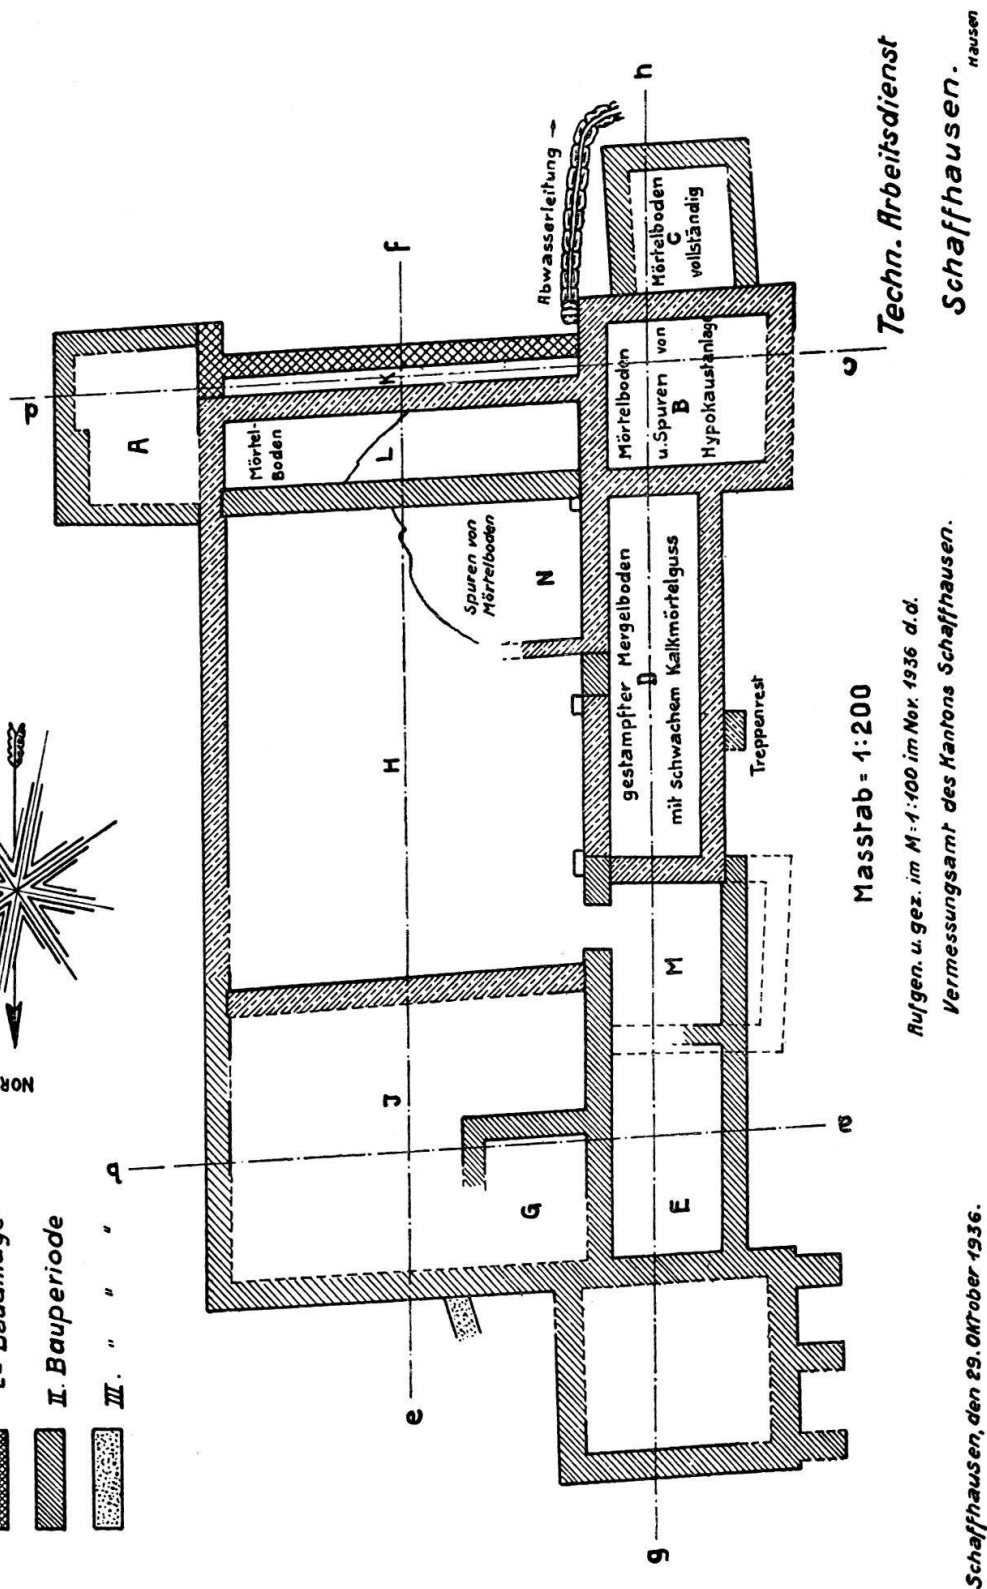 NOR
II. Bauperiode
III. " " "
A
B
C
D
E
G
H
J
K
L
M
N
b
a
d
c
e
f
g
h
Mörtel-
Boden
Spuren von
Mörtelboden
Abwasserleitung →
Mörtelboden
vollständig
Mörtelboden
u. Spuren von
Hypokaustanlage
gestampfter Mergelboden
mit schwachem Kalkmörtelguss
Treppenrest
Masstab = 1:200
Aufgen. u. gez. im M=1:100 im Nov. 1936 d.d.
Vermessungsamt des Kantons Schaffhausen.
Techn. Arbeitsdienst
Schaffhausen.
Hausen
Schaffhausen, den 29. Oktober 1936.